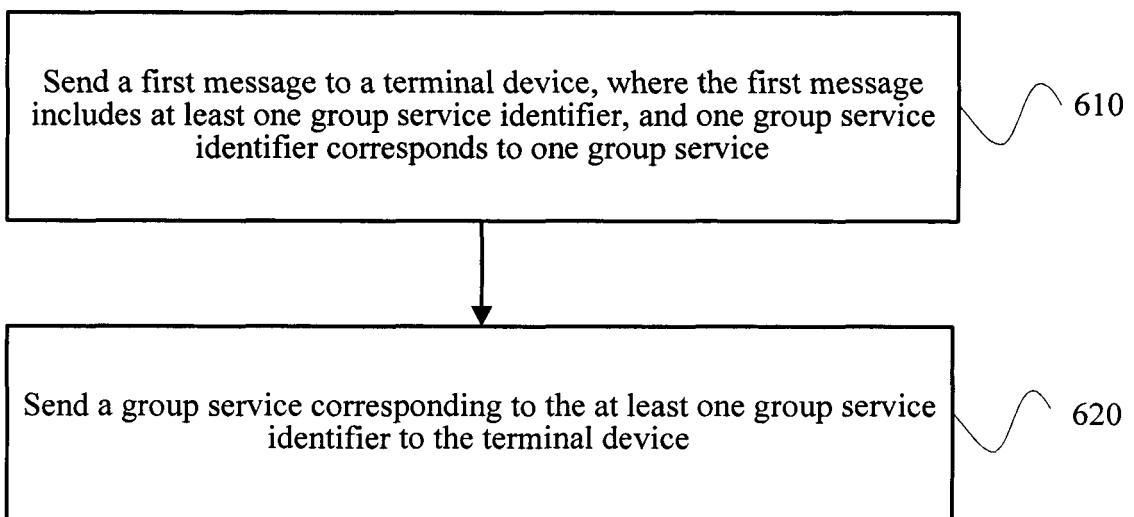 Send a first message to a terminal device, where the first message
includes at least one group service identifier, and one group service
identifier corresponds to one group service
610
Send a group service corresponding to the at least one group service
identifier to the terminal device
620